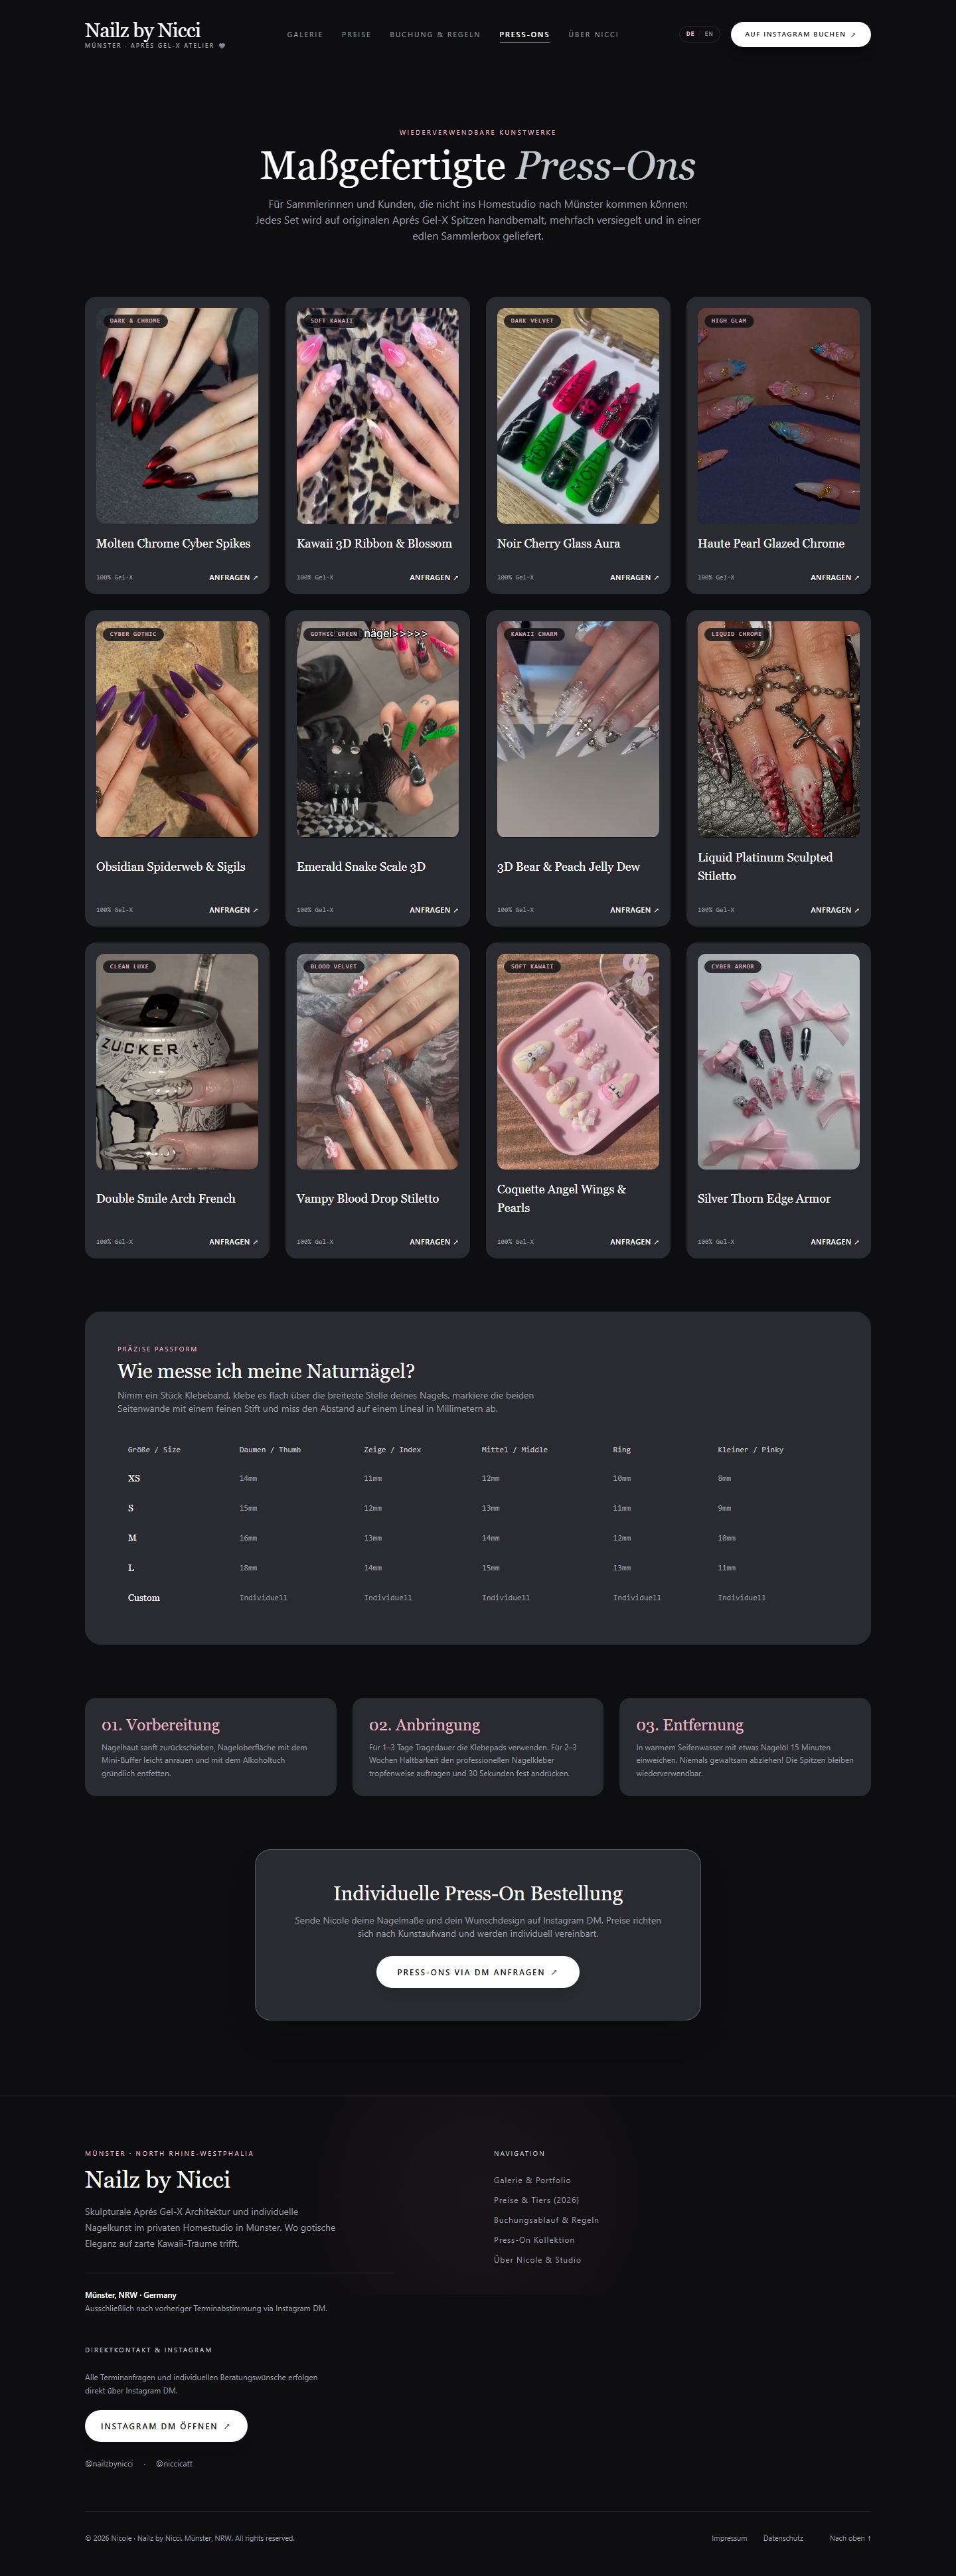 Nailz by Nicci
MÜNSTER · APRÉS GEL-X ATELIER
GALERIE
PREISE
BUCHUNG & REGELN
PRESS-ONS
ÜBER NICCI
DE
EN
AUF INSTAGRAM BUCHEN ↗
WIEDERVERWENDBARE KUNSTWERKE
Maßgefertigte Press-Ons
Für Sammlerinnen und Kunden, die nicht ins Homestudio nach Münster kommen können:
Jedes Set wird auf originalen Aprés Gel-X Spitzen handbemalt, mehrfach versiegelt und in einer
edlen Sammlerbox geliefert.
DARK & CHROME
Molten Chrome Cyber Spikes
100% Gel-X
ANFRAGEN ↗
SOFT KAWAII
Kawaii 3D Ribbon & Blossom
100% Gel-X
ANFRAGEN ↗
DARK VELVET
Noir Cherry Glass Aura
100% Gel-X
ANFRAGEN ↗
HIGH GLAM
Haute Pearl Glazed Chrome
100% Gel-X
ANFRAGEN ↗
CYBER GOTHIC
Obsidian Spiderweb & Sigils
100% Gel-X
ANFRAGEN ↗
GOTHIC GREEN
nägel>>>>>
Emerald Snake Scale 3D
100% Gel-X
ANFRAGEN ↗
KAWAII CHARM
3D Bear & Peach Jelly Dew
100% Gel-X
ANFRAGEN ↗
LIQUID CHROME
Liquid Platinum Sculpted
Stiletto
100% Gel-X
ANFRAGEN ↗
CLEAN LUXE
ZUCKER
Double Smile Arch French
100% Gel-X
ANFRAGEN ↗
BLOOD VELVET
Vampy Blood Drop Stiletto
100% Gel-X
ANFRAGEN ↗
SOFT KAWAII
Coquette Angel Wings &
Pearls
100% Gel-X
ANFRAGEN ↗
CYBER ARMOR
Silver Thorn Edge Armor
100% Gel-X
ANFRAGEN ↗
PRÄZISE PASSFORM
Wie messe ich meine Naturnägel?
Nimm ein Stück Klebeband, klebe es flach über die breiteste Stelle deines Nagels, markiere die beiden
Seitenwände mit einem feinen Stift und miss den Abstand auf einem Lineal in Millimetern ab.
Größe / Size Daumen / Thumb Zeige / Index Mittel / Middle Ring Kleiner / Pinky
XS 14mm 11mm 12mm 10mm 8mm
S 15mm 12mm 13mm 11mm 9mm
M 16mm 13mm 14mm 12mm 10mm
L 18mm 14mm 15mm 13mm 11mm
Custom Individuell Individuell Individuell Individuell Individuell
01. Vorbereitung
Nagelhaut sanft zurückschieben, Nageloberfläche mit dem
Mini-Buffer leicht anrauen und mit dem Alkoholtuch
gründlich entfetten.
02. Anbringung
Für 1–3 Tage Tragedauer die Klebepads verwenden. Für 2–3
Wochen Haltbarkeit den professionellen Nagelkleber
tropfenweise auftragen und 30 Sekunden fest andrücken.
03. Entfernung
In warmem Seifenwasser mit etwas Nagelöl 15 Minuten
einweichen. Niemals gewaltsam abziehen! Die Spitzen bleiben
wiederverwendbar.
Individuelle Press-On Bestellung
Sende Nicole deine Nagelmaße und dein Wunschdesign auf Instagram DM. Preise richten
sich nach Kunstaufwand und werden individuell vereinbart.
PRESS-ONS VIA DM ANFRAGEN ↗
MÜNSTER · NORTH RHINE-WESTPHALIA
Nailz by Nicci
Skulpturale Aprés Gel-X Architektur und individuelle
Nagelkunst im privaten Homestudio in Münster. Wo gotische
Eleganz auf zarte Kawaii-Träume trifft.
Münster, NRW · Germany
Ausschließlich nach vorheriger Terminabstimmung via Instagram DM.
NAVIGATION
Galerie & Portfolio
Preise & Tiers (2026)
Buchungsablauf & Regeln
Press-On Kollektion
Über Nicole & Studio
DIREKTKONTAKT & INSTAGRAM
Alle Terminanfragen und individuellen Beratungswünsche erfolgen
direkt über Instagram DM.
INSTAGRAM DM ÖFFNEN ↗
@nailzbynicci · @niccicatt
© 2026 Nicole · Nailz by Nicci. Münster, NRW. All rights reserved.
Impressum
Datenschutz
Nach oben ↑